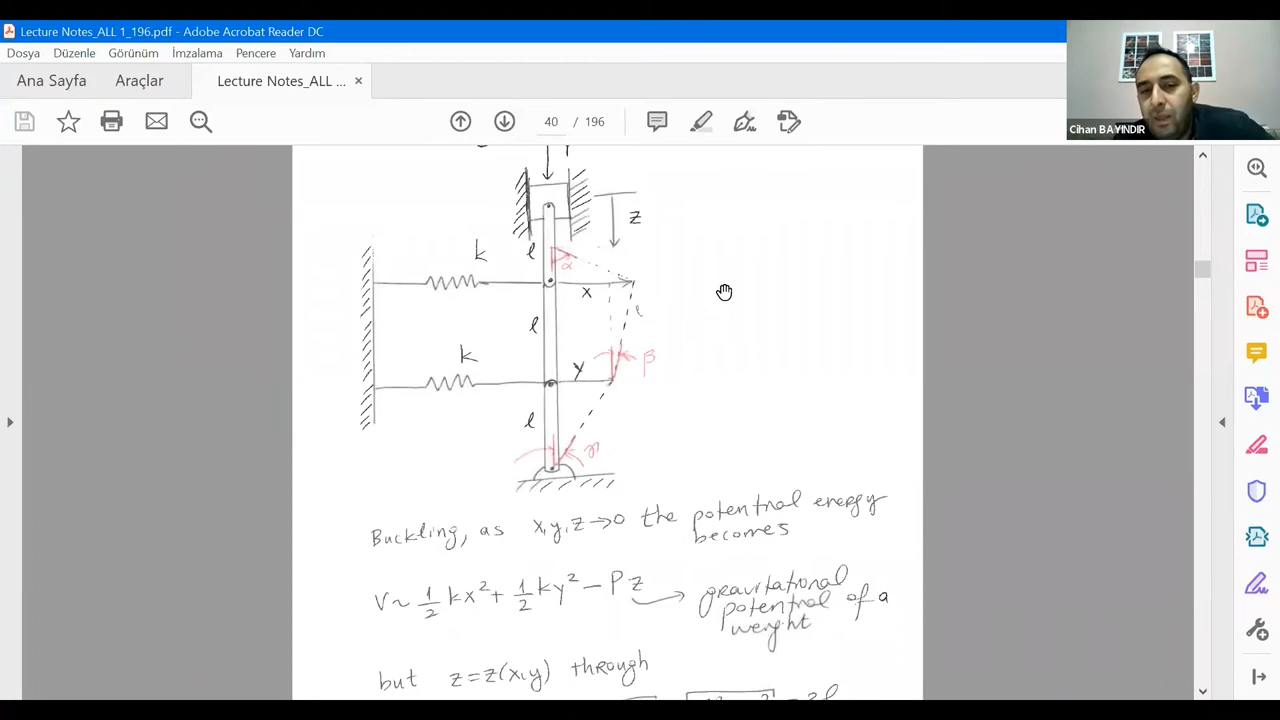 Lecture Notes_ALL 1_196.pdf - Adobe Acrobat Reader DC
Dosya Düzenle Görünüm İmzalama Pencere Yardım
Ana Sayfa Araçlar Lecture Notes_ALL ... ×
40 / 196
Cihan BAYINDIR
z
k l α
x
l l
k y β
l γ
Buckling, as x,y,z→0 the potential energy
becomes
V~ 1/2 kx² + 1/2 ky² - Pz → gravitational
potential of a
weight
but z=z(x,y) through